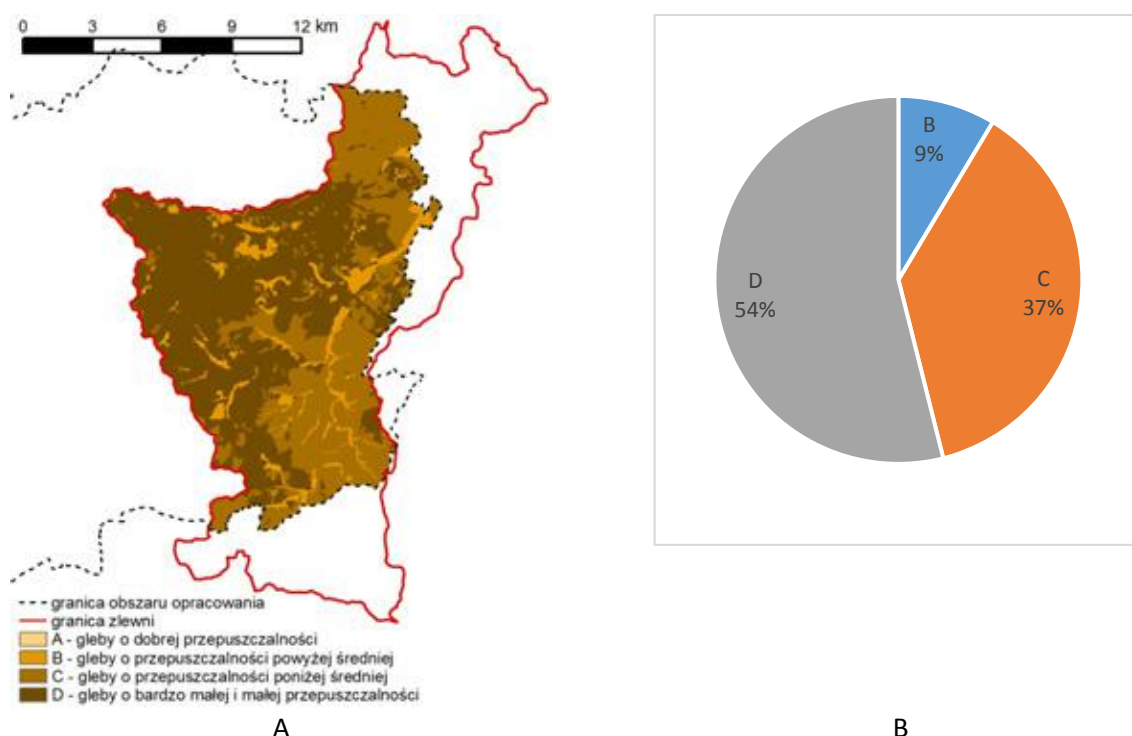 0 3 6 9 12 km
granica obszaru opracowania
granica zlewni
A - gleby o dobrej przepuszczalności
B - gleby o przepuszczalności powyżej średniej
C - gleby o przepuszczalności poniżej średniej
D - gleby o bardzo małej i małej przepuszczalności
A
B
9%
C
37%
D
54%
B